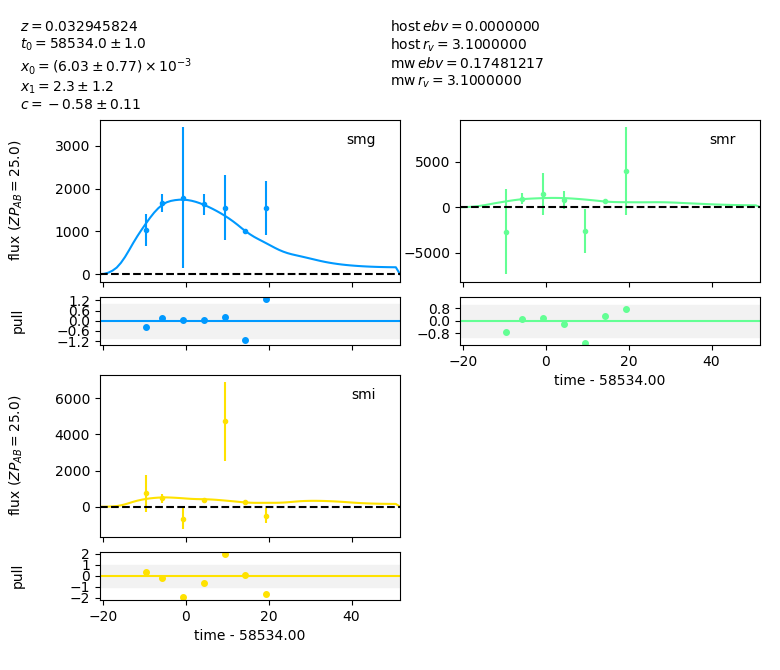 z = 0.032945824
t₀ = 58534.0 ± 1.0
x₀ = (6.03 ± 0.77) × 10⁻³
x₁ = 2.3 ± 1.2
c = −0.58 ± 0.11
host ebv = 0.0000000
host r_v = 3.1000000
mw ebv = 0.17481217
mw r_v = 3.1000000
smg
flux (ZP_AB = 25.0)
3000
2000
1000
0
smr
5000
0
−5000
pull
1.2
0.6
0.0
−0.6
−1.2
0.8
0.0
−0.8
−20
0
20
40
time - 58534.00
smi
flux (ZP_AB = 25.0)
6000
4000
2000
0
pull
2
1
0
−1
−2
−20
0
20
40
time - 58534.00